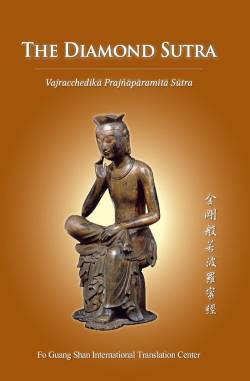 THE DIAMOND SUTRA
Vajracchedikā Prajñāpāramitā Sūtra
金剛般若波羅蜜經
Fo Guang Shan International Translation Center